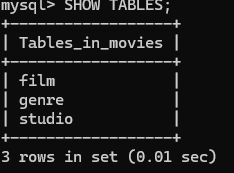 mysql> SHOW TABLES;
+------------------+
| Tables_in_movies |
+------------------+
| film             |
| genre            |
| studio           |
+------------------+
3 rows in set (0.01 sec)